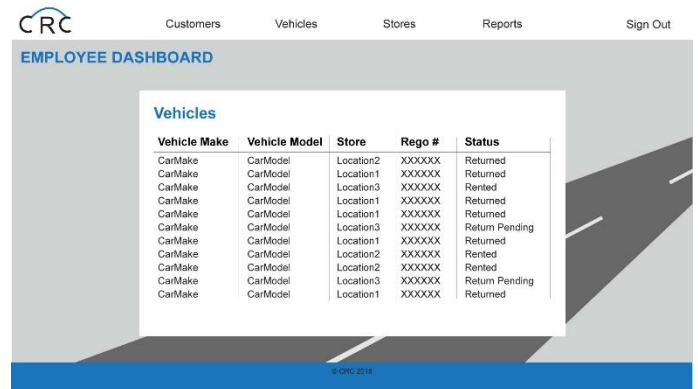 CRC Customers Vehicles Stores Reports Sign Out
EMPLOYEE DASHBOARD
Vehicles
Vehicle Make Vehicle Model Store Rego # Status
CarMake CarModel Location2 XXXXXX Returned
CarMake CarModel Location1 XXXXXX Returned
CarMake CarModel Location3 XXXXXX Rented
CarMake CarModel Location1 XXXXXX Returned
CarMake CarModel Location1 XXXXXX Returned
CarMake CarModel Location3 XXXXXX Return Pending
CarMake CarModel Location1 XXXXXX Returned
CarMake CarModel Location2 XXXXXX Rented
CarMake CarModel Location2 XXXXXX Rented
CarMake CarModel Location3 XXXXXX Return Pending
CarMake CarModel Location1 XXXXXX Returned
© CRC 2018